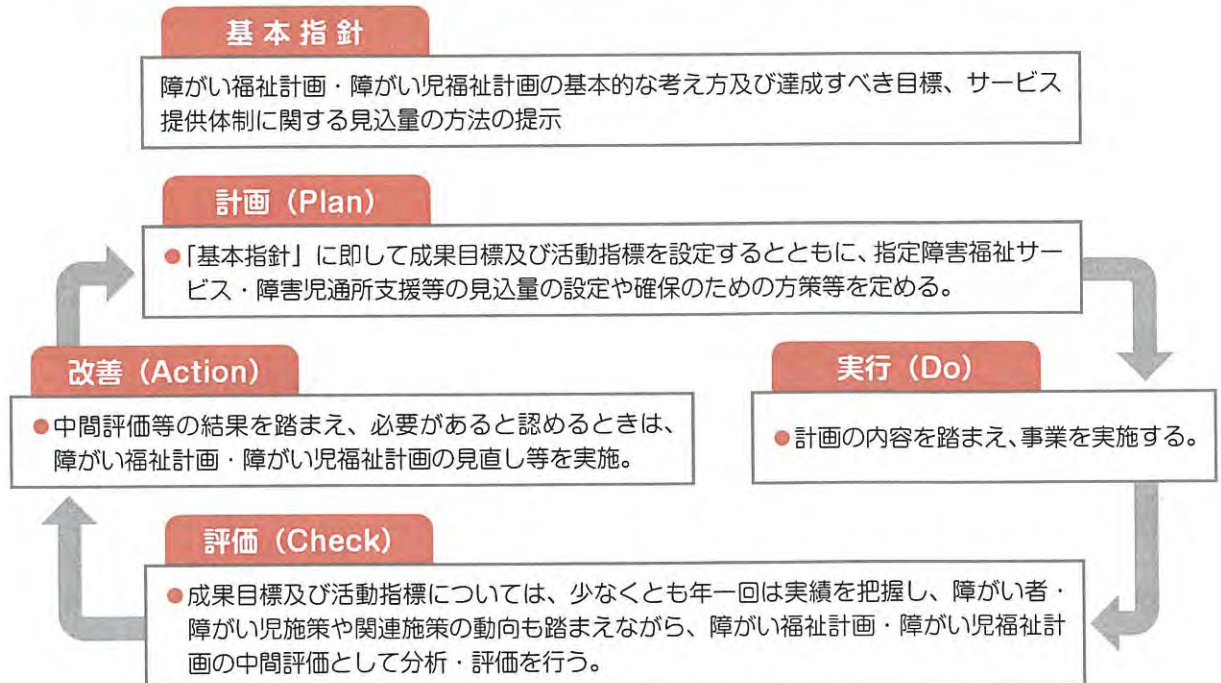 基本指針
障がい福祉計画・障がい児福祉計画の基本的な考え方及び達成すべき目標、サービス
提供体制に関する見込量の方法の提示
計画（Plan）
●「基本指針」に即して成果目標及び活動指標を設定するとともに、指定障害福祉サー
ビス・障害児通所支援等の見込量の設定や確保のための方策等を定める。
改善（Action）
●中間評価等の結果を踏まえ、必要があると認めるときは、
障がい福祉計画・障がい児福祉計画の見直し等を実施。
実行（Do）
●計画の内容を踏まえ、事業を実施する。
評価（Check）
●成果目標及び活動指標については、少なくとも年一回は実績を把握し、障がい者・
障がい児施策や関連施策の動向も踏まえながら、障がい福祉計画・障がい児福祉計
画の中間評価として分析・評価を行う。